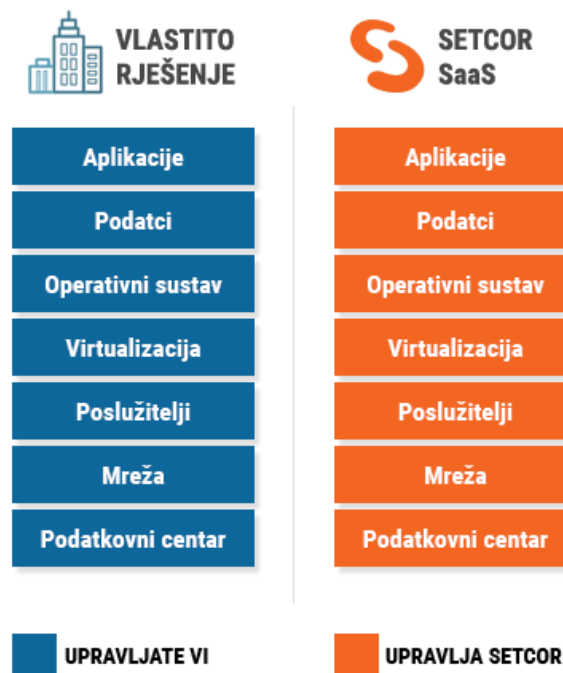 VLASTITO
RJEŠENJE
Aplikacije
Podatci
Operativni sustav
Virtualizacija
Poslužitelji
Mreža
Podatkovni centar
UPRAVLJATE VI
SETCOR
SaaS
Aplikacije
Podatci
Operativni sustav
Virtualizacija
Poslužitelji
Mreža
Podatkovni centar
UPRAVLJA SETCOR